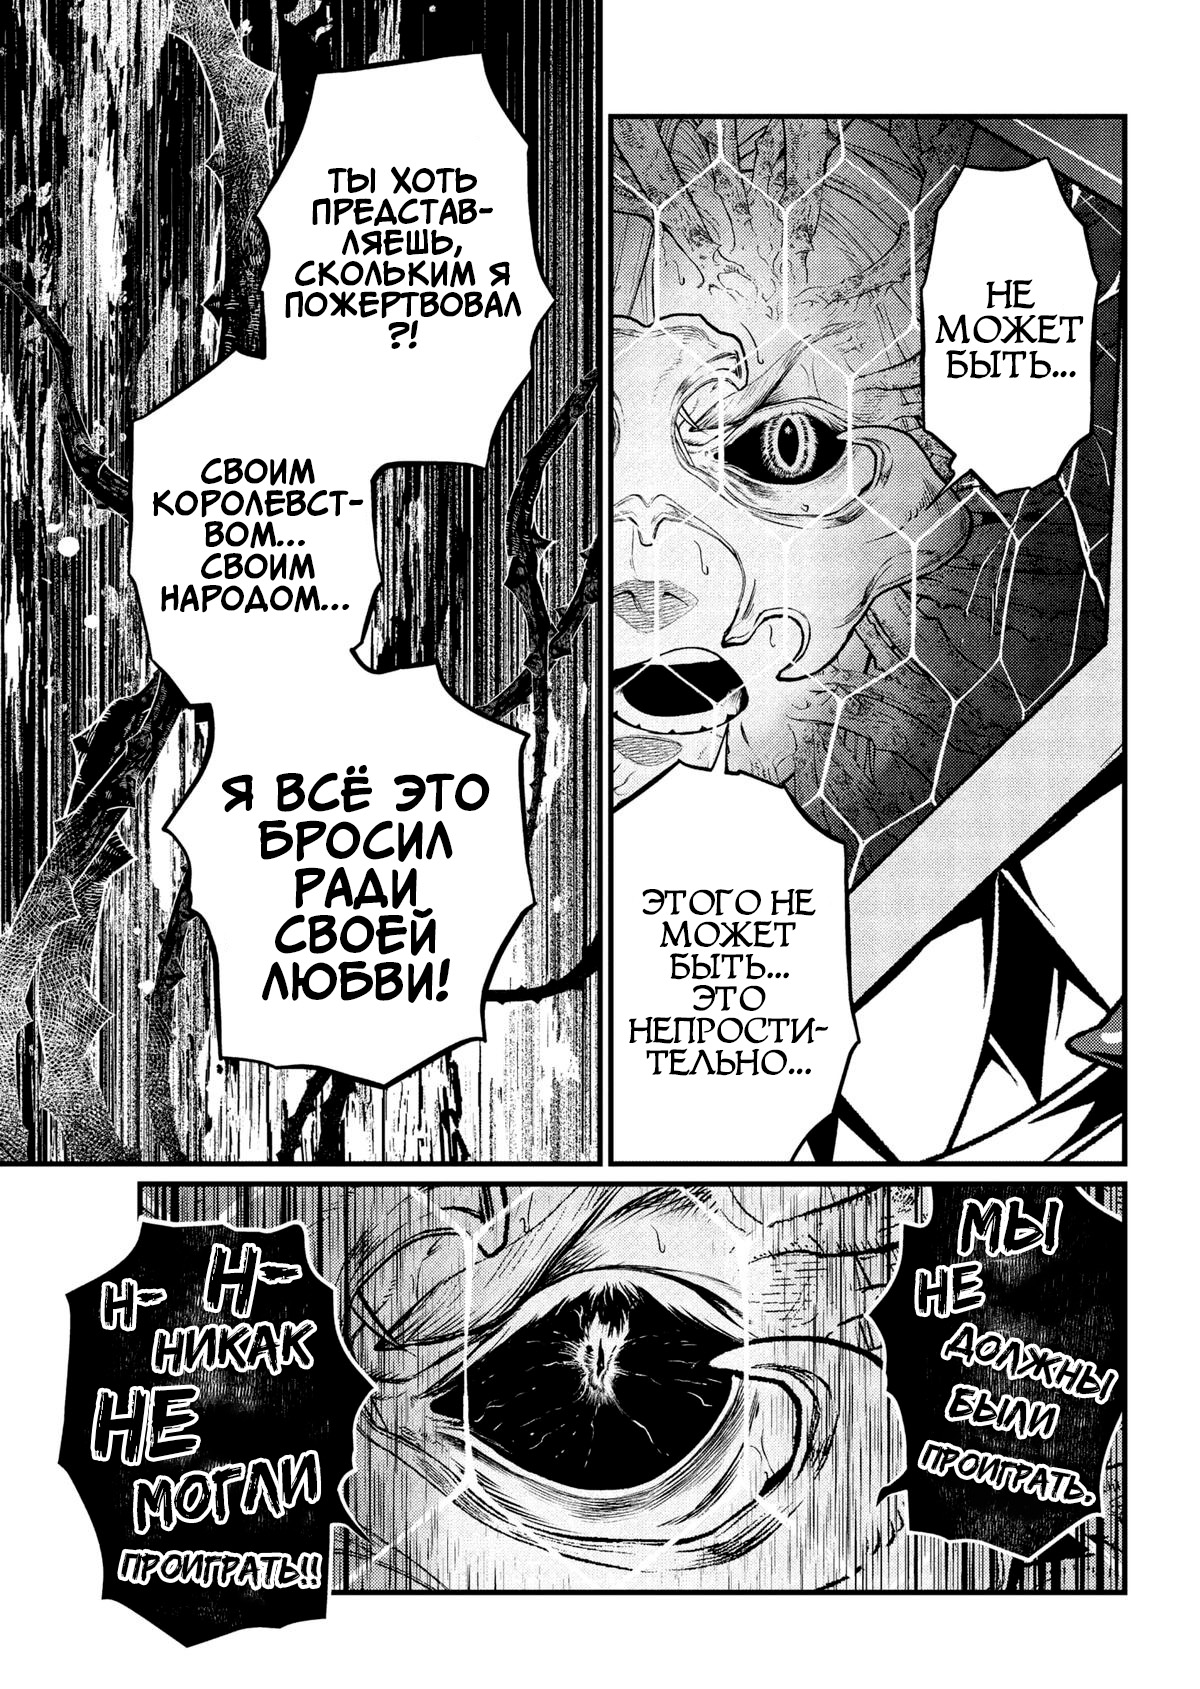 НЕ
МОЖЕТ
БЫТЬ...
ЭТОГО НЕ
МОЖЕТ
БЫТЬ...
ЭТО
НЕПРОСТИ-
ТЕЛЬНО...
ТЫ ХОТЬ
ПРЕДСТАВ-
ЛЯЕШЬ,
СКОЛЬКИМ Я
ПОЖЕРТВОВАЛ
?!
СВОИМ
КОРОЛЕВСТ-
ВОМ...
СВОИМ
НАРОДОМ...
Я ВСЁ ЭТО
БРОСИЛ
РАДИ
СВОЕЙ
ЛЮБВИ!
МЫ
НЕ
ДОЛЖНЫ
БЫЛИ
ПРОИГРАТЬ.
Н- Н-
НИКАК
НЕ
МОГЛИ
ПРОИГРАТЬ!!